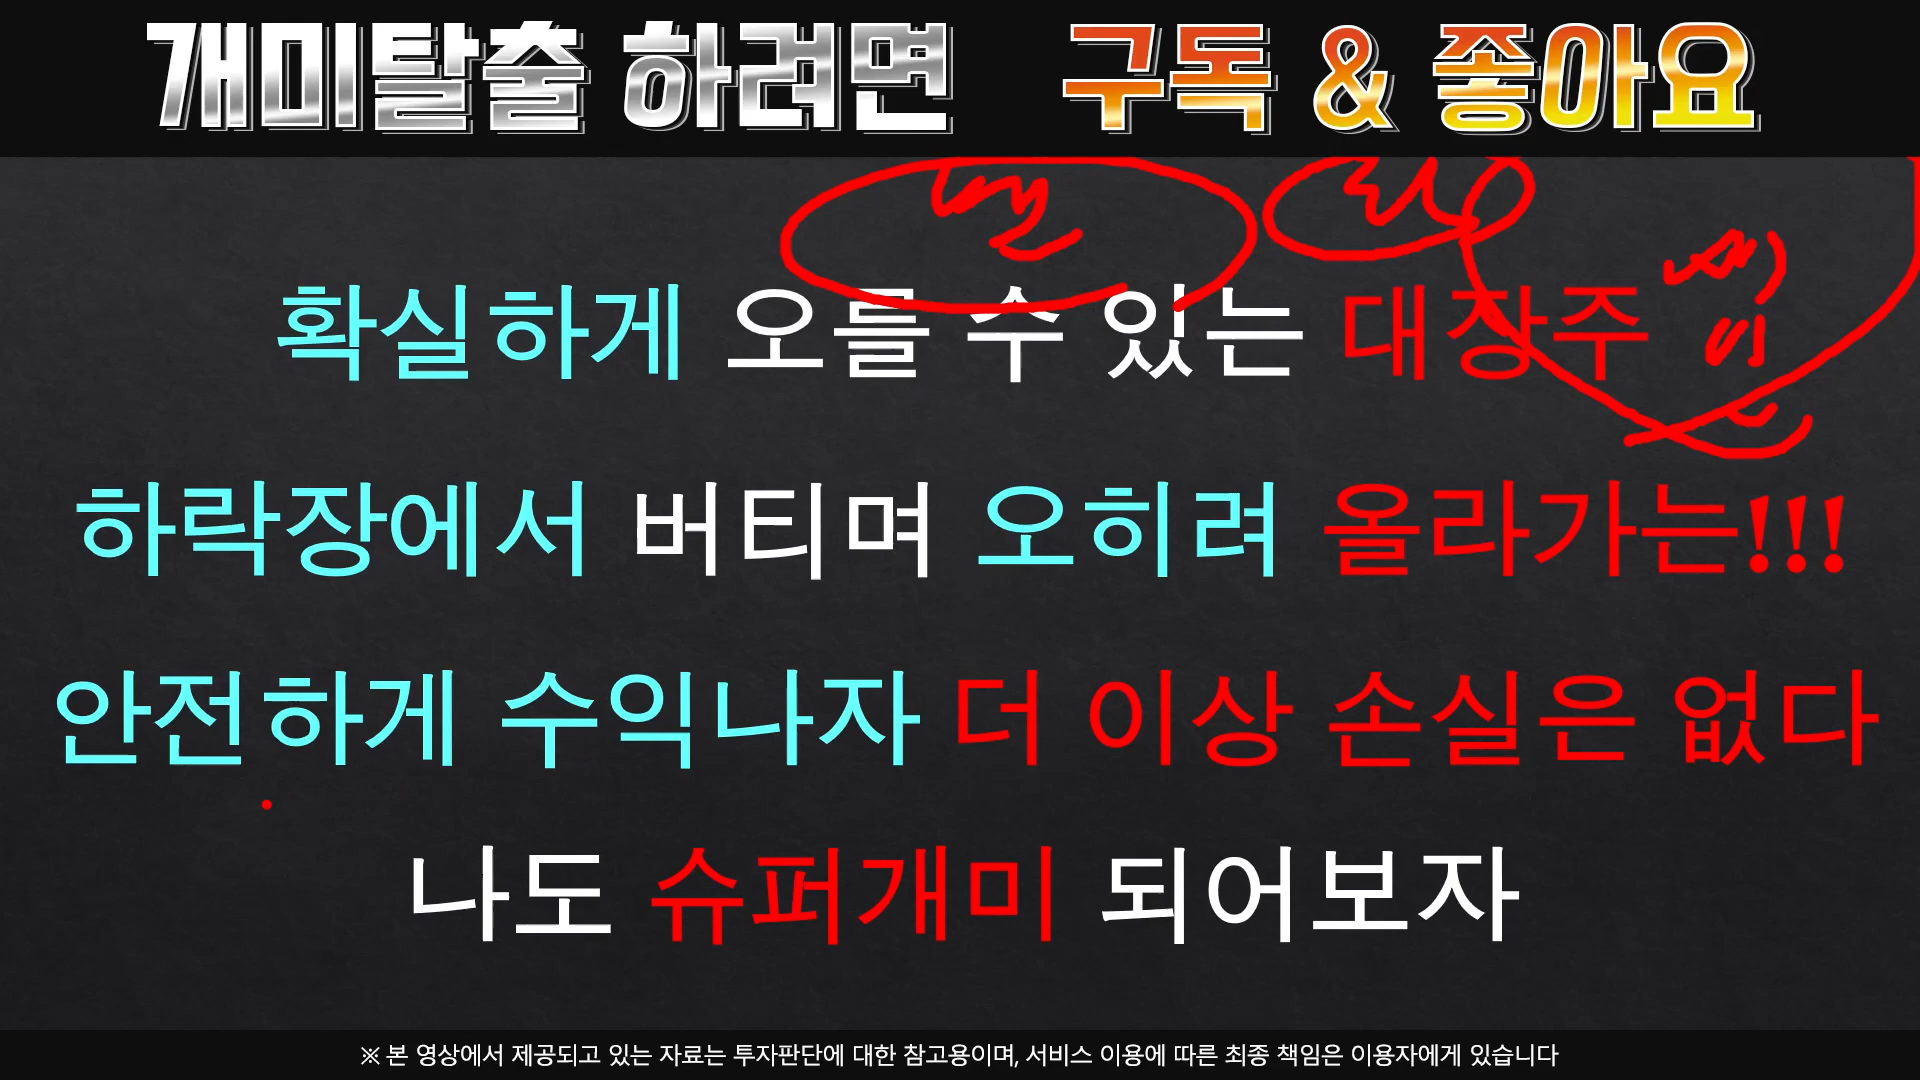 개미탈출 하려면 구독 & 좋아요
확실하게 오를 수 있는 대장주
하락장에서 버티며 오히려 올라가는!!!
안전하게 수익나자 더 이상 손실은 없다
나도 슈퍼개미 되어보자
※ 본 영상에서 제공되고 있는 자료는 투자판단에 대한 참고용이며, 서비스 이용에 따른 최종 책임은 이용자에게 있습니다